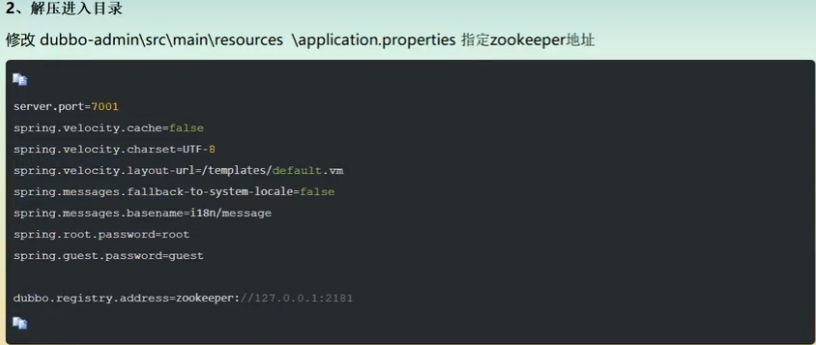 2、解压进入目录
修改 dubbo-admin\src\main\resources  \application.properties 指定zookeeper地址
server.port=7001
spring.velocity.cache=false
spring.velocity.charset=UTF-8
spring.velocity.layout-url=/templates/default.vm
spring.messages.fallback-to-system-locale=false
spring.messages.basename=i18n/message
spring.root.password=root
spring.guest.password=guest
dubbo.registry.address=zookeeper://127.0.0.1:2181